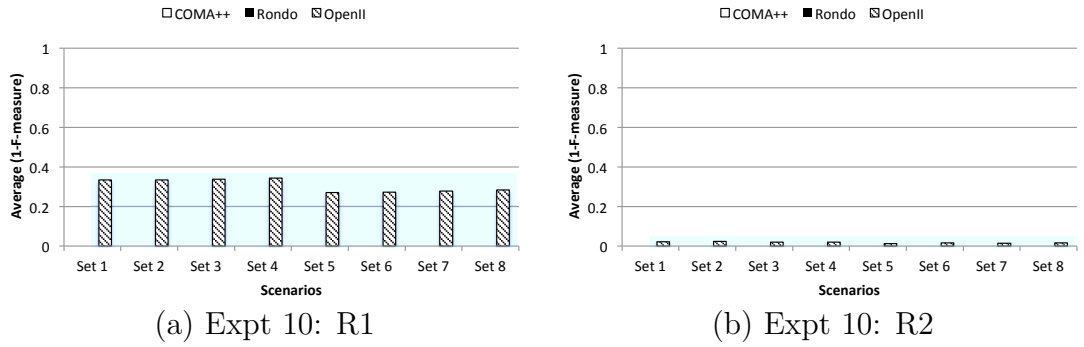 COMA++ Rondo OpenII
1
0.8
0.6
0.4
0.2
0
Average (1-F-measure)
Set 1 Set 2 Set 3 Set 4 Set 5 Set 6 Set 7 Set 8
Scenarios
(a) Expt 10: R1
COMA++ Rondo OpenII
1
0.8
0.6
0.4
0.2
0
Average (1-F-measure)
Set 1 Set 2 Set 3 Set 4 Set 5 Set 6 Set 7 Set 8
Scenarios
(b) Expt 10: R2